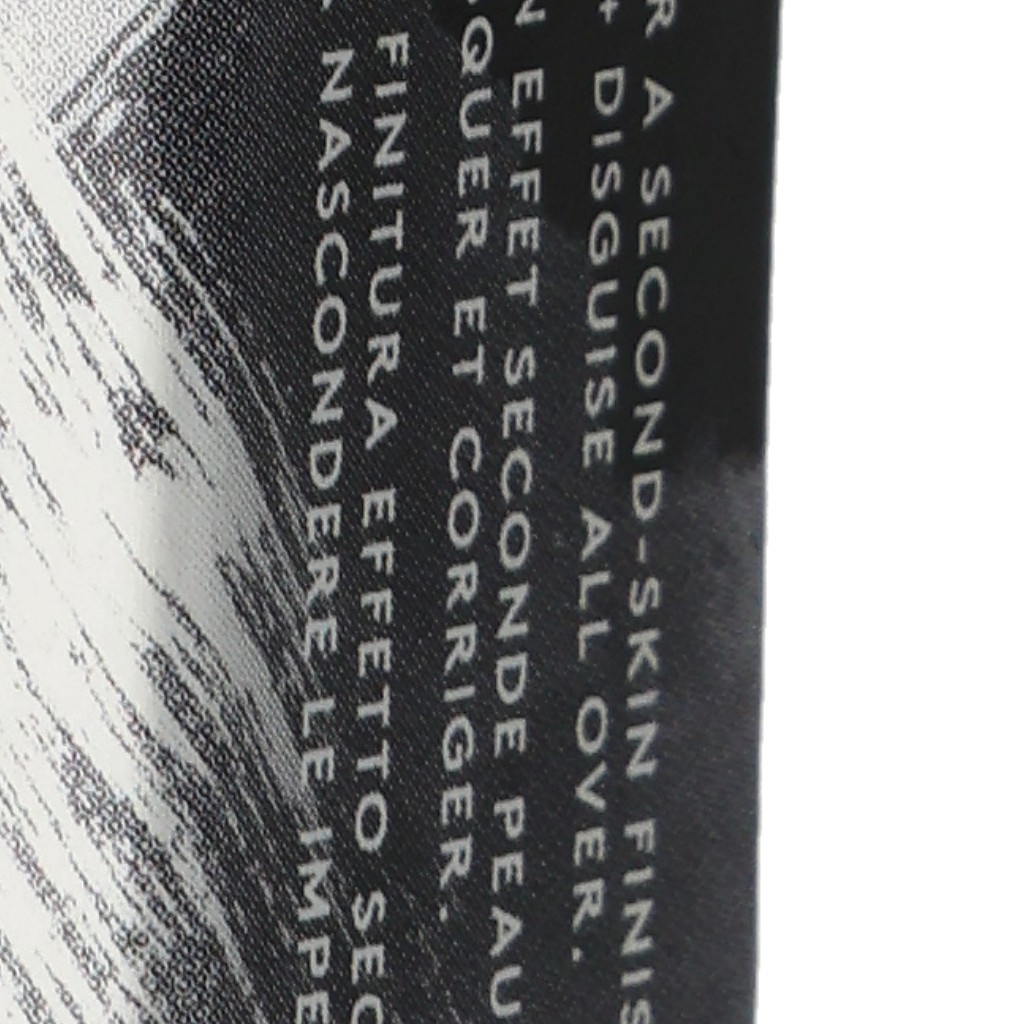 A SECOND-SKIN FINIS
+ DISGUISE ALL OVER.
EFFET SECONDE PEAU
QUER ET CORRIGER.
FINITURA EFFETTO SEC
NASCONDERE LE IMPE